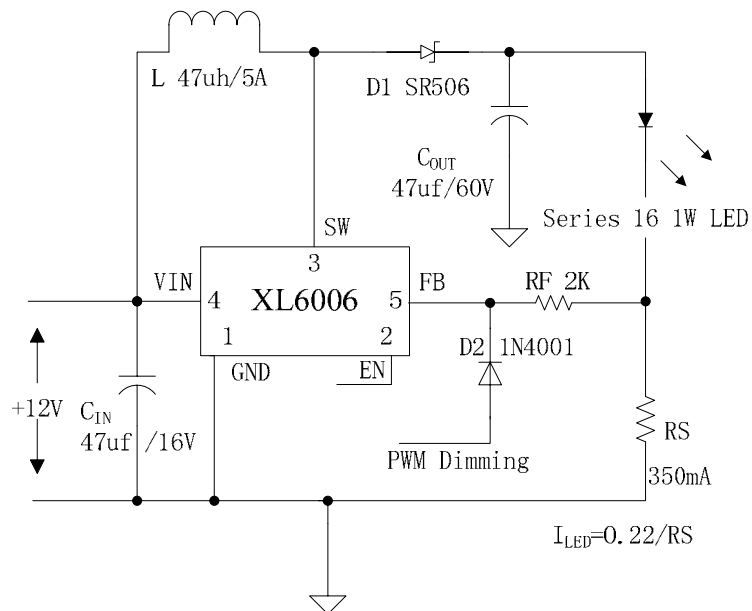 L 47uh/5A
D1 SR506
COUT
47uf/60V
Series 16 1W LED
SW
3
VIN
4
XL6006
5
FB
RF 2K
1
2
GND
EN
D2 1N4001
+12V
CIN
47uf /16V
PWM Dimming
RS
350mA
ILED=0.22/RS